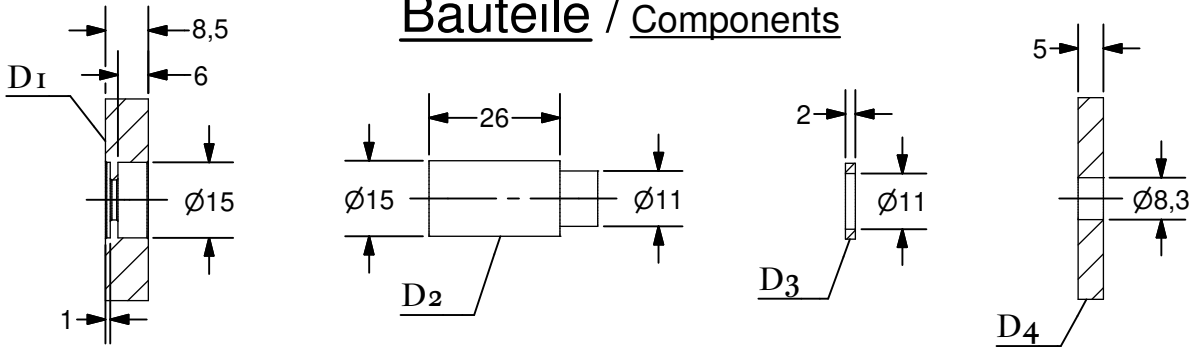 Bauteile / Components
8,5
6
D1
Ø15
1
26
Ø15
Ø11
D2
2
Ø11
D3
5
Ø8,3
D4